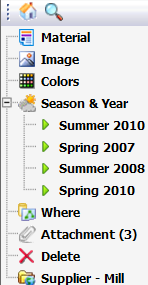 Material
Image
Colors
Season & Year
Summer 2010
Spring 2007
Summer 2008
Spring 2010
Where
Attachment (3)
Delete
Supplier - Mill